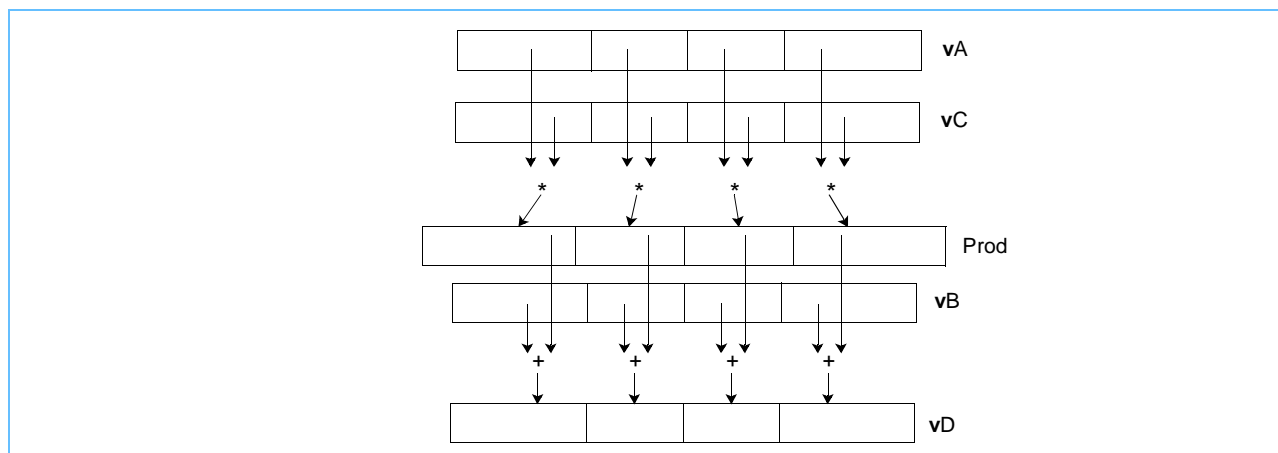 vA
vC
* * * *
Prod
vB
+ + + +
vD